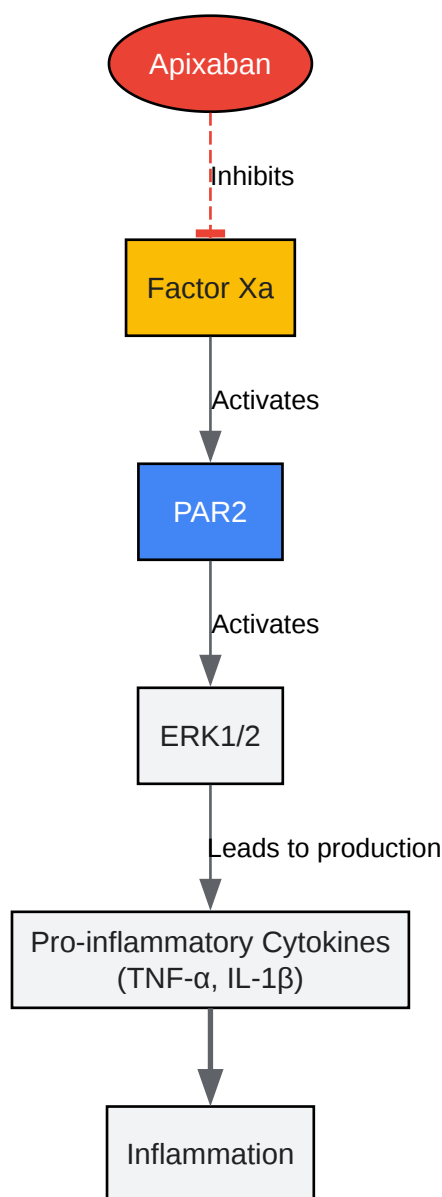 Apixaban
Inhibits
Factor Xa
Activates
PAR2
Activates
ERK1/2
Leads to production
Pro-inflammatory Cytokines
(TNF-α, IL-1β)
Inflammation